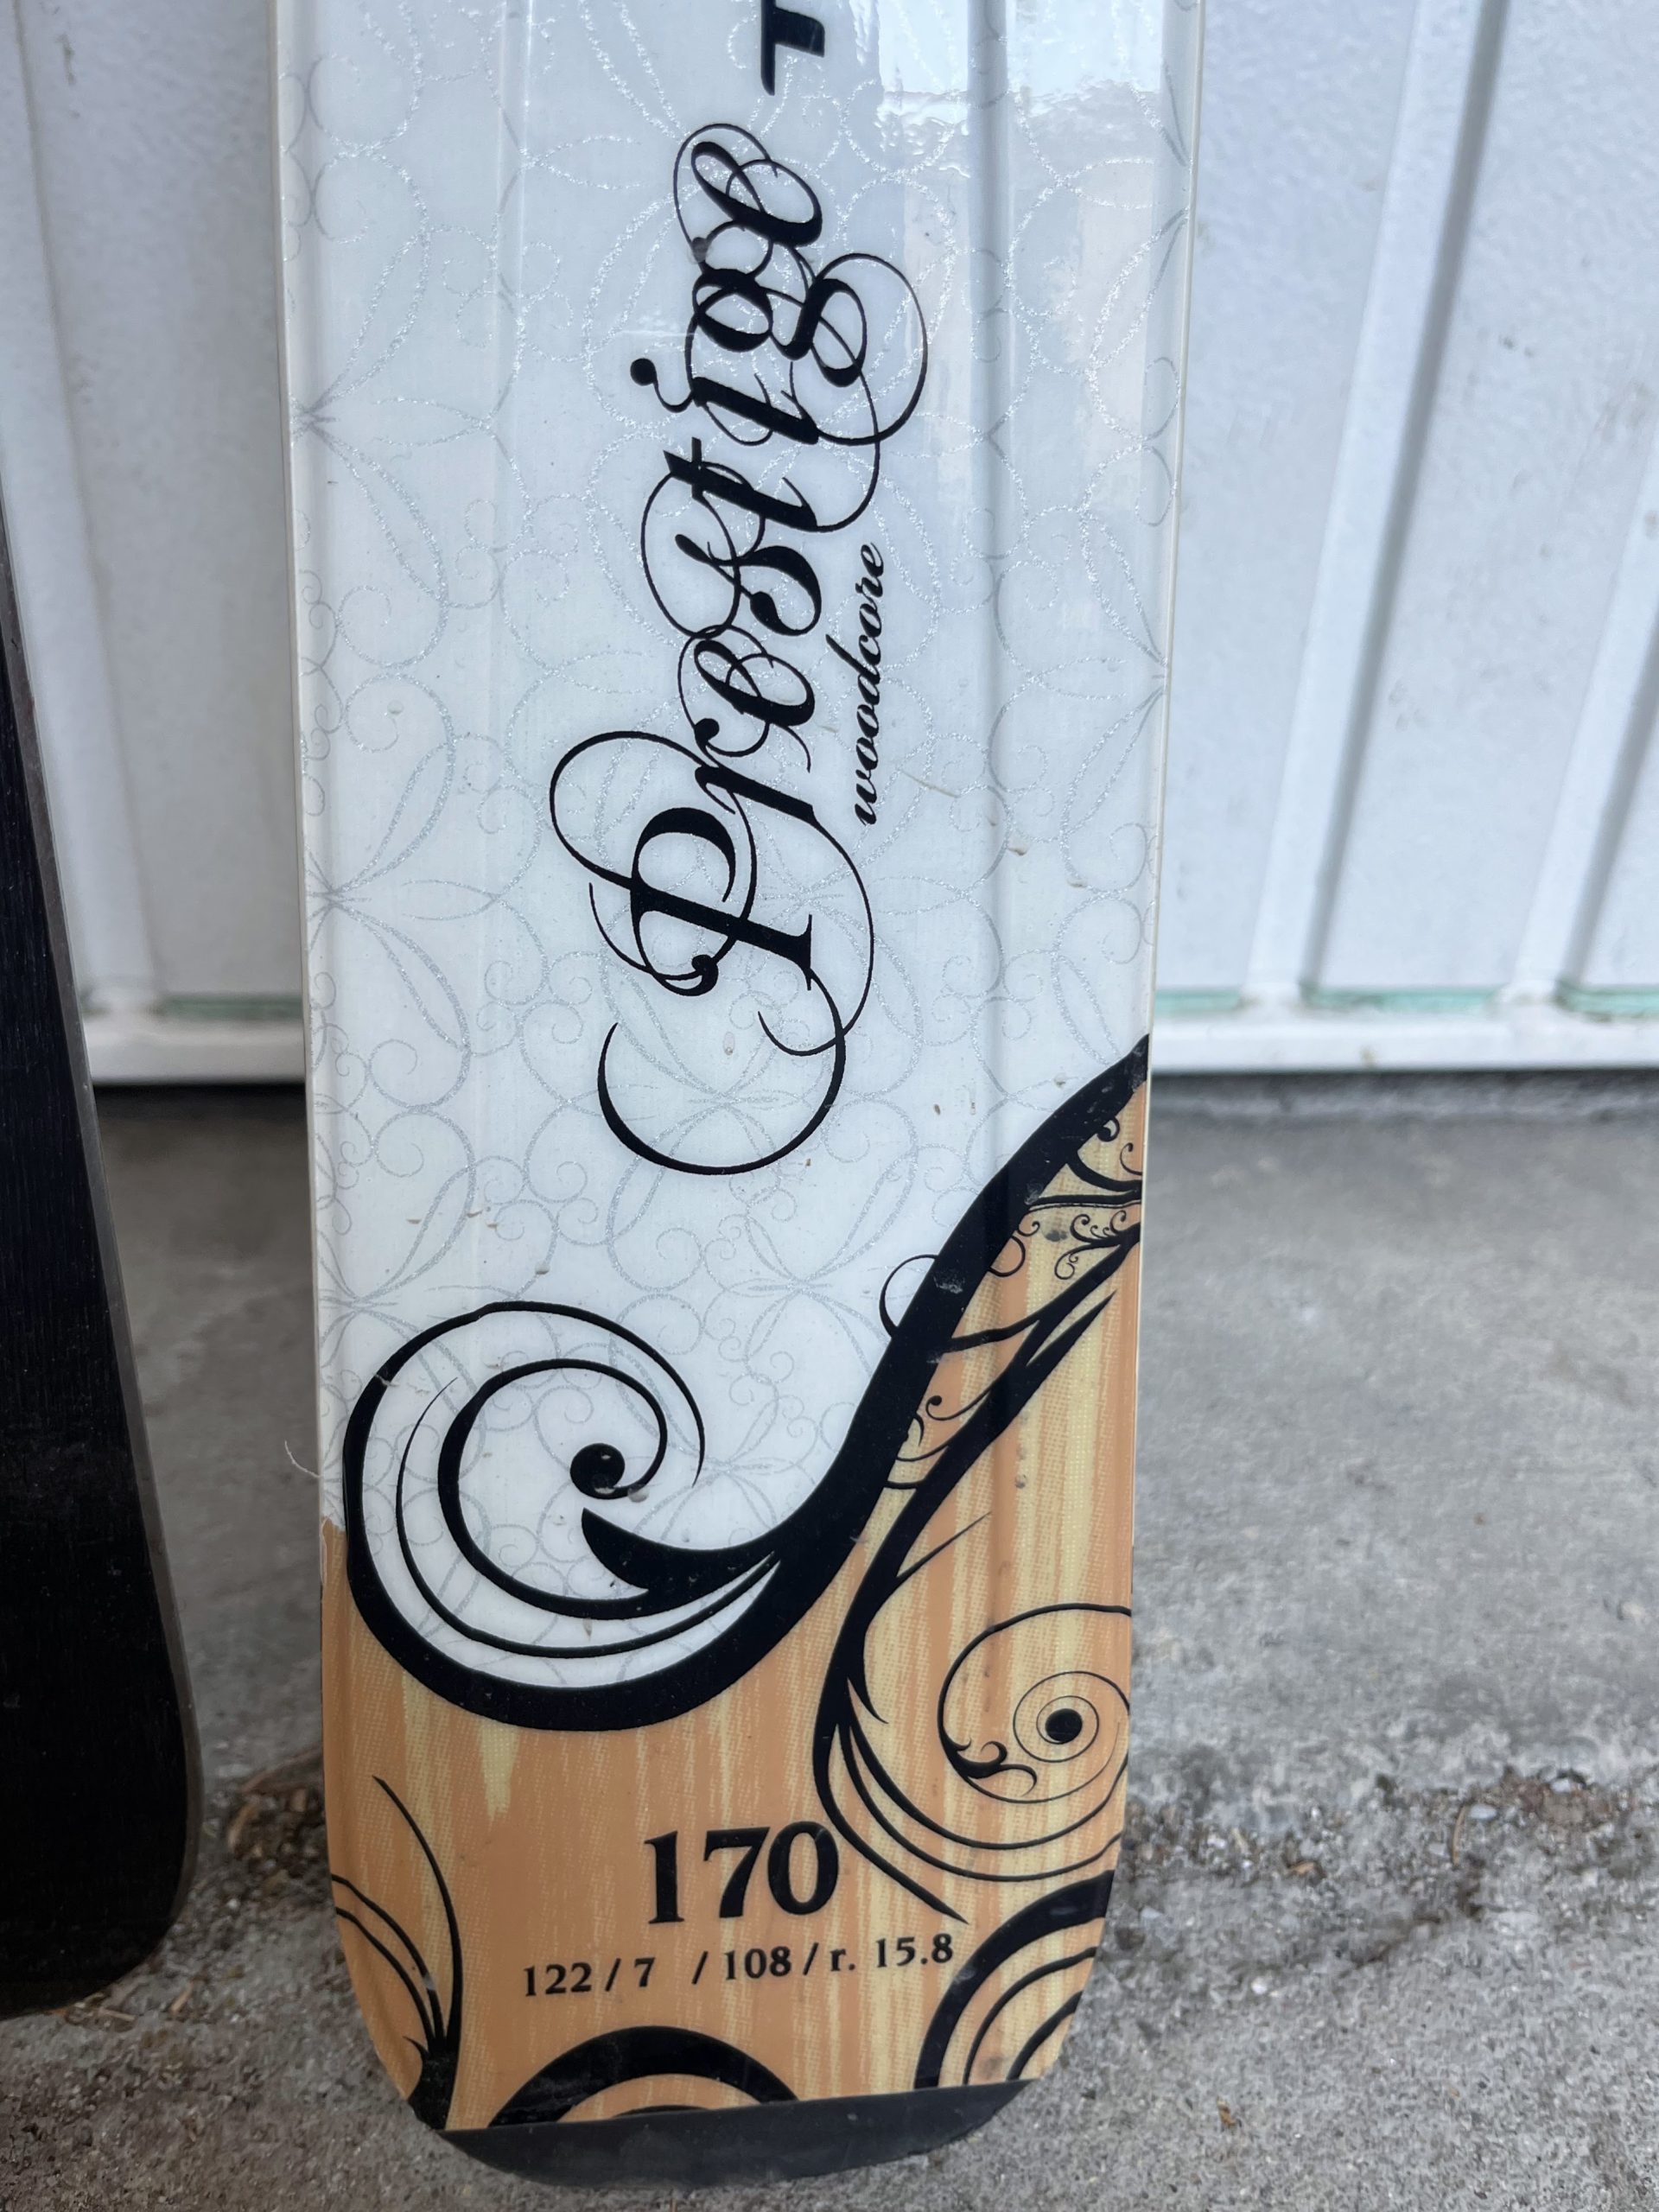 Prestige
woodcore
170
122 / 7 / 108 / r. 15.8